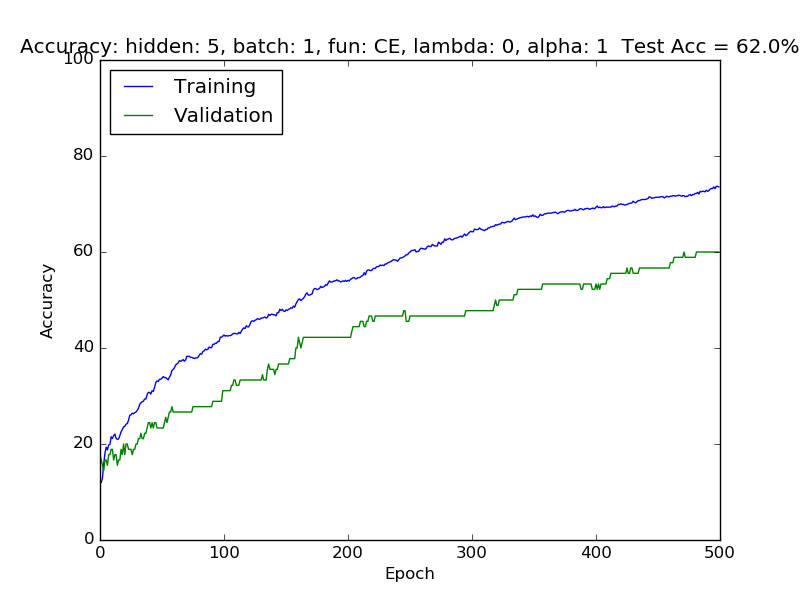 Accuracy: hidden: 5, batch: 1, fun: CE, lambda: 0, alpha: 1  Test Acc = 62.0%
100
Training
Validation
80
60
Accuracy
40
20
0
0 100 200 300 400 500
Epoch